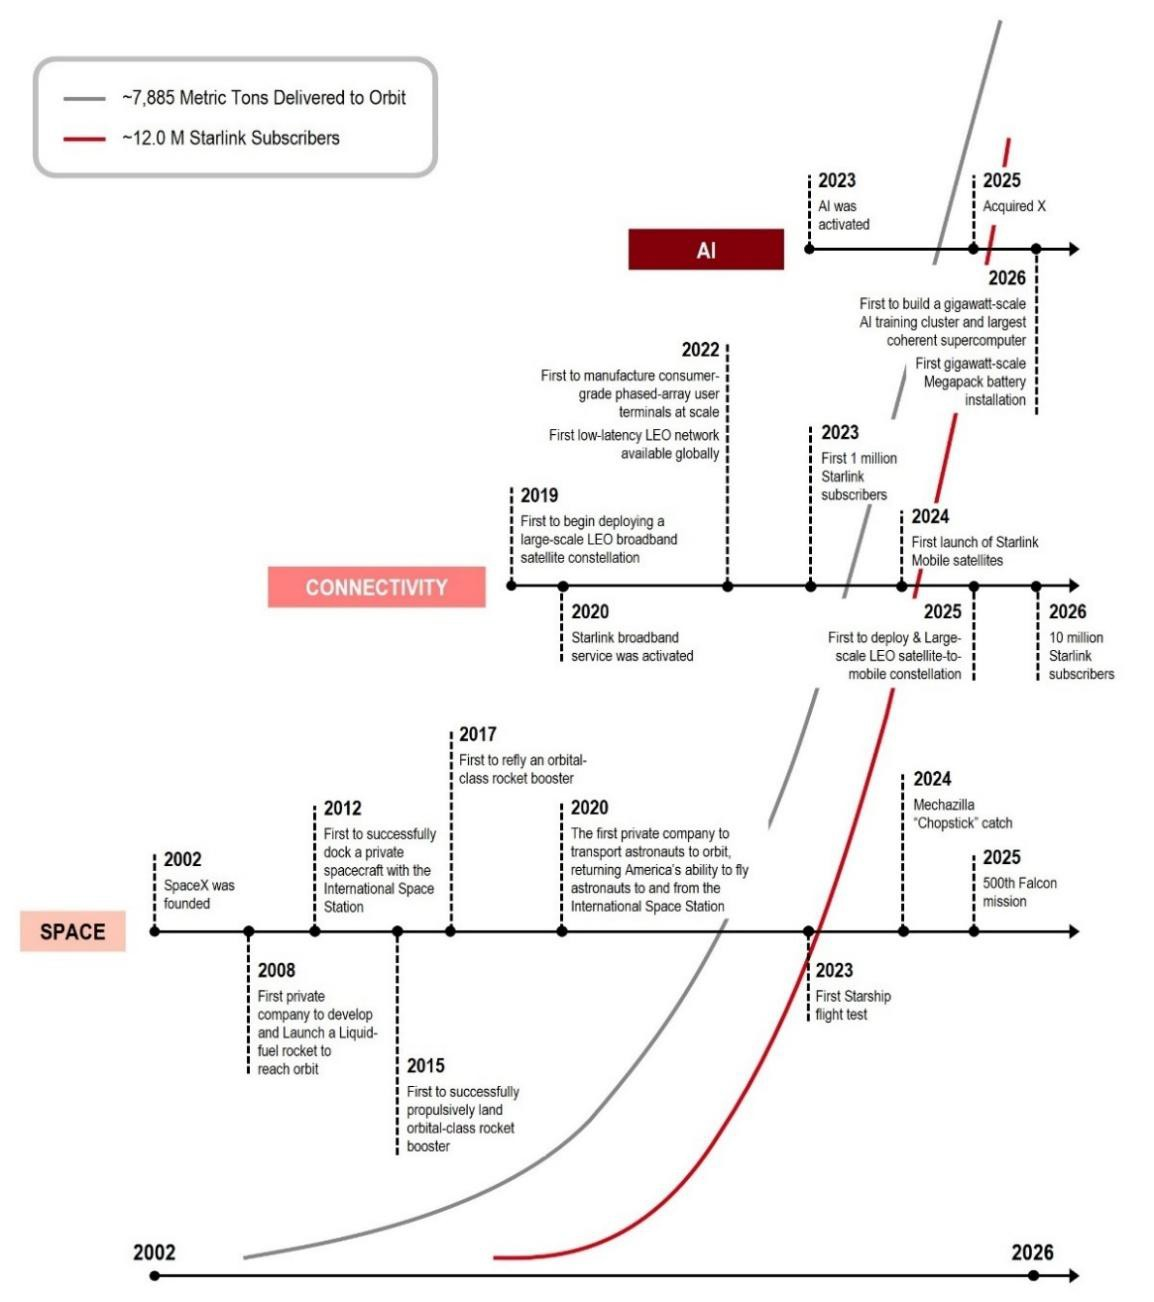 ~7,885 Metric Tons Delivered to Orbit
~12.0 M Starlink Subscribers
AI
2023
AI was
activated
2025
Acquired X
2026
First to build a gigawatt-scale
AI training cluster and largest
coherent supercomputer
First gigawatt-scale
Megapack battery
installation
CONNECTIVITY
2019
First to begin deploying a
large-scale LEO broadband
satellite constellation
2020
Starlink broadband
service was activated
2022
First to manufacture consumer-
grade phased-array user
terminals at scale
First low-latency LEO network
available globally
2023
First 1 million
Starlink
subscribers
2024
First launch of Starlink
Mobile satellites
2025
First to deploy & Large-
scale LEO satellite-to-
mobile constellation
2026
10 million
Starlink
subscribers
SPACE
2002
SpaceX was
founded
2008
First private
company to develop
and Launch a Liquid-
fuel rocket to
reach orbit
2012
First to successfully
dock a private
spacecraft with the
International Space
Station
2015
First to successfully
propulsively land
orbital-class rocket
booster
2017
First to refly an orbital-
class rocket booster
2020
The first private company to
transport astronauts to orbit,
returning America's ability to fly
astronauts to and from the
International Space Station
2023
First Starship
flight test
2024
Mechazilla
“Chopstick” catch
2025
500th Falcon
mission
2002
2026